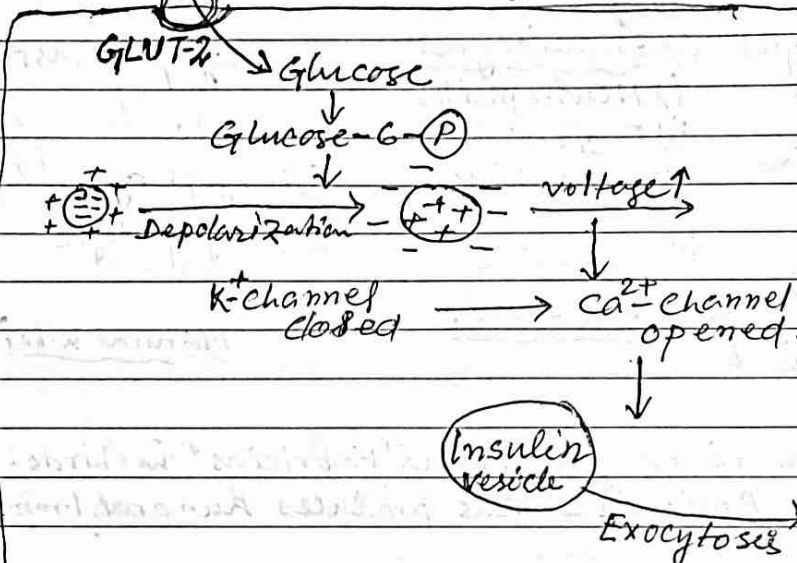 GLUT-2
Glucose
Glucose-6-P
Depolarization
voltage↑
K+-channel closed
Ca2+-channel opened.
Insulin
vesicle
Exocytosis